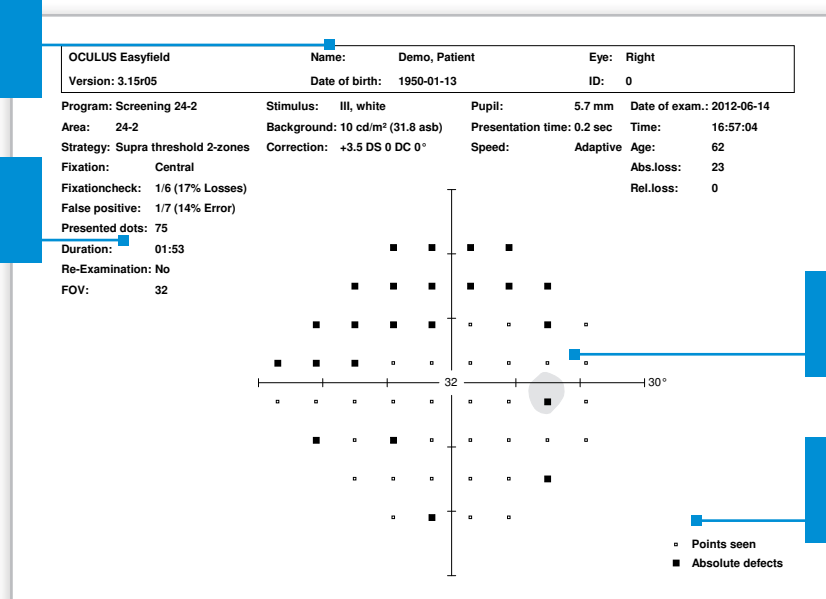 OCULUS Easyfield Name: Demo, Patient Eye: Right
Version: 3.15r05 Date of birth: 1950-01-13 ID: 0
Program: Screening 24-2 Stimulus: III, white Pupil: 5.7 mm Date of exam.: 2012-06-14
Area: 24-2 Background: 10 cd/m² (31.8 asb) Presentation time: 0.2 sec Time: 16:57:04
Strategy: Supra threshold 2-zones Correction: +3.5 DS 0 DC 0° Speed: Adaptive Age: 62
Fixation: Central Abs.loss: 23
Fixationcheck: 1/6 (17% Losses) Rel.loss: 0
False positive: 1/7 (14% Error)
Presented dots: 75
Duration: 01:53
Re-Examination: No
FOV: 32
32 30°
Points seen
Absolute defects